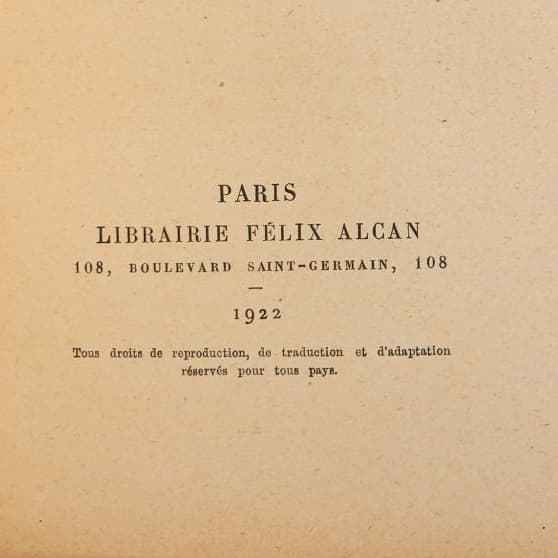 PARIS
LIBRAIRIE FÉLIX ALCAN
108, BOULEVARD SAINT-GERMAIN, 108
—
1922
Tous droits de reproduction, de traduction et d'adaptation
réservés pour tous pays.